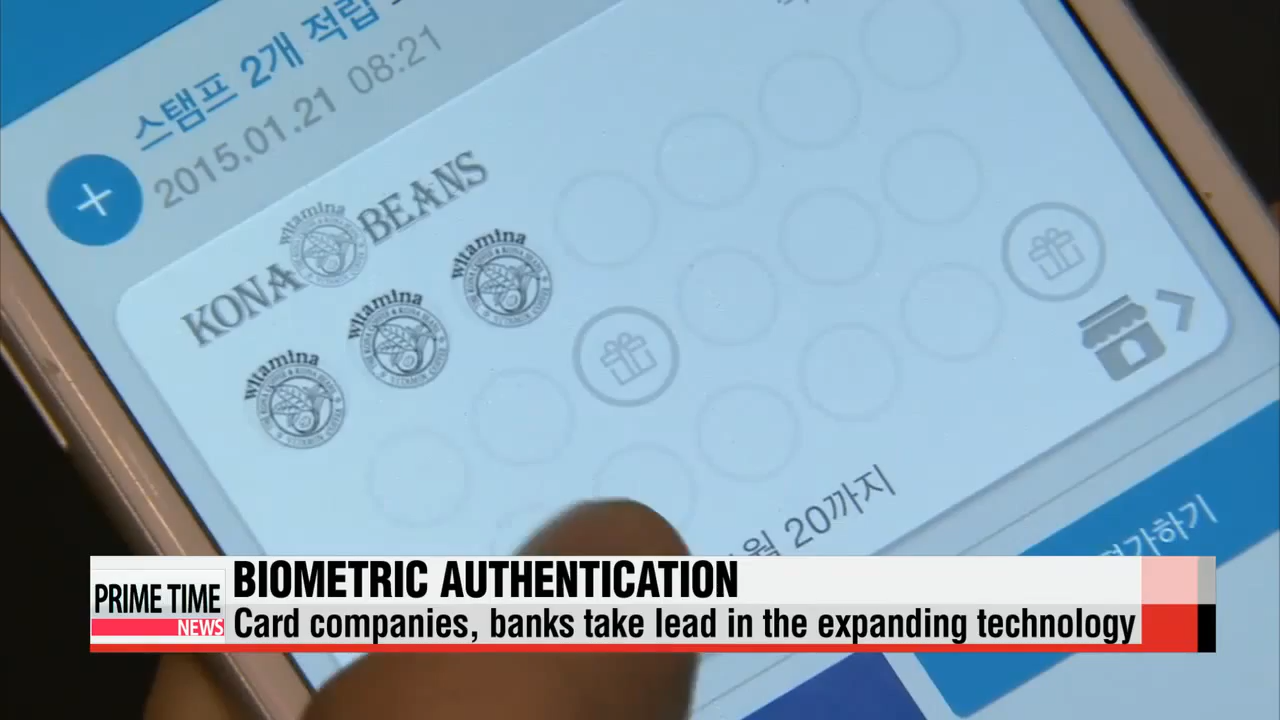 스탬프 2개 적립
2015.01.21 08:21
KONA witamina BEANS
witamina
witamina
witamina
월 20까지
가하기
PRIME TIME
NEWS
BIOMETRIC AUTHENTICATION
Card companies, banks take lead in the expanding technology